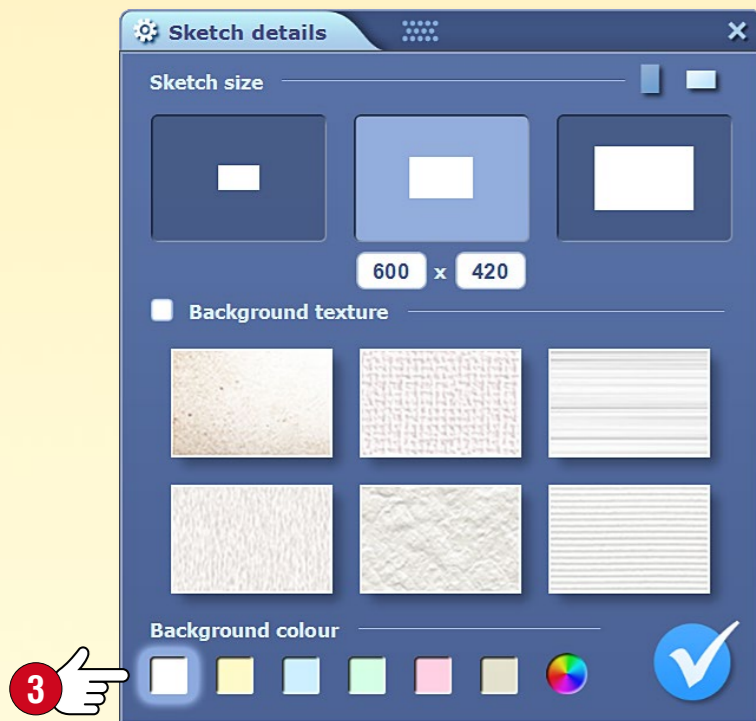 Sketch details
Sketch size
600 x 420
Background texture
Background colour
3